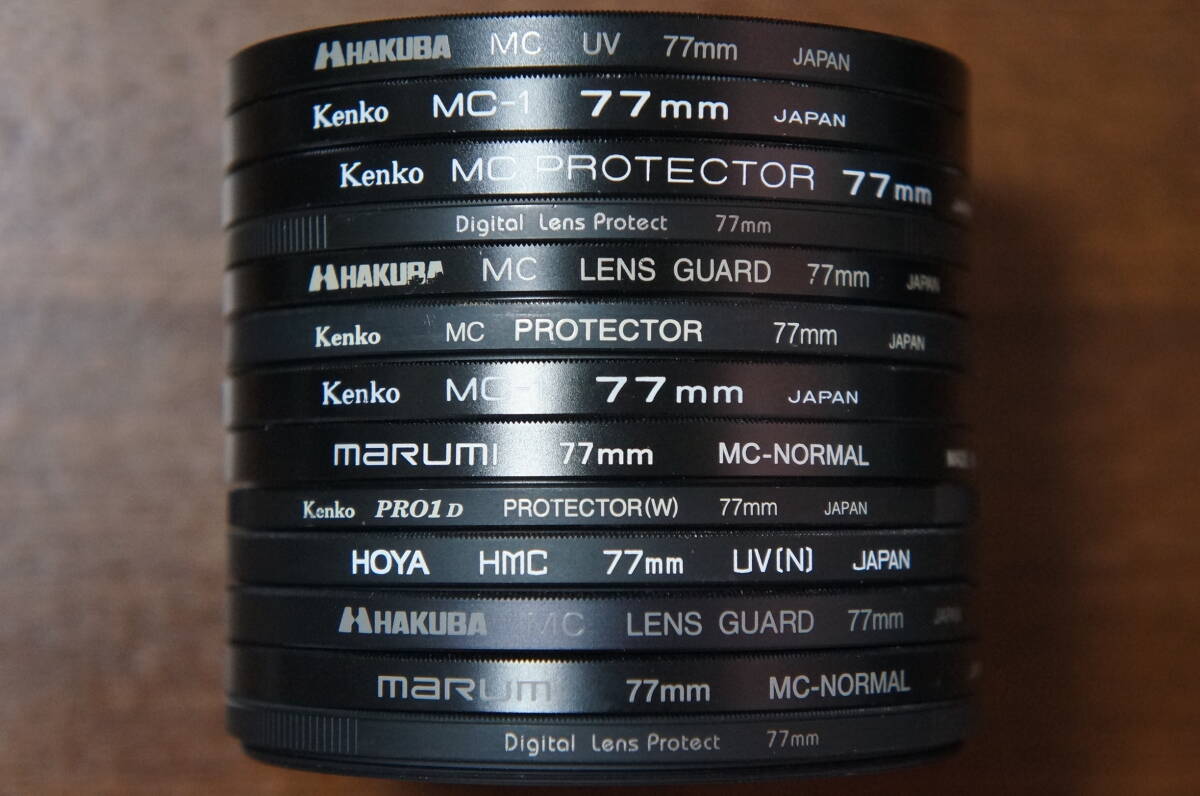 HAKUBA MC UV 77mm JAPAN
Kenko MC-1 77mm JAPAN
Kenko MC PROTECTOR 77mm
Digital Lens Protect 77mm
HAKUBA MC LENS GUARD 77mm JAPAN
Kenko MC PROTECTOR 77mm JAPAN
Kenko MC-1 77mm JAPAN
marumi 77mm MC-NORMAL
Kenko PRO1 D PROTECTOR(W) 77mm JAPAN
HOYA HMC 77mm UV(N) JAPAN
HAKUBA MC LENS GUARD 77mm JAPAN
marumi 77mm MC-NORMAL
Digital Lens Protect 77mm